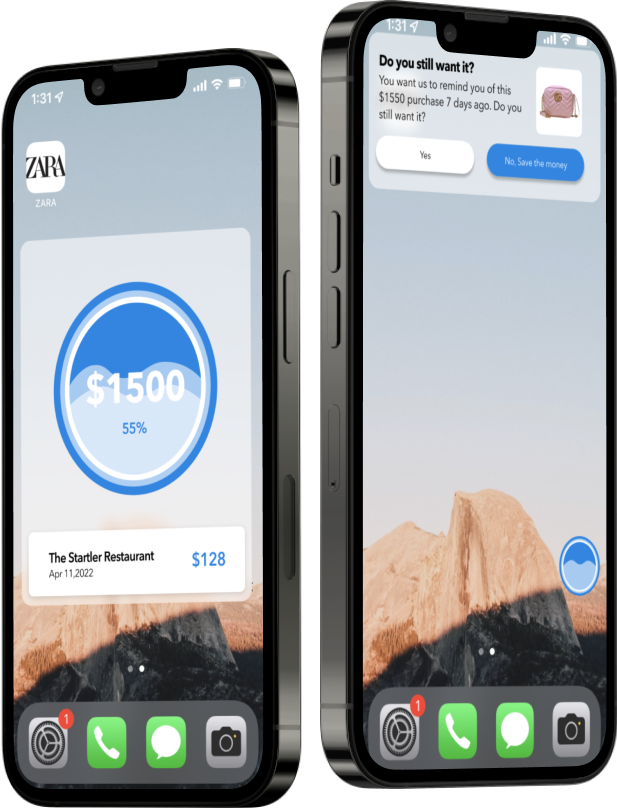 1:31
ZARA
ZARA
$1500
55%
The Startler Restaurant
Apr 11,2022
$128
1
1:31
Do you still want it?
You want us to remind you of this
$1550 purchase 7 days ago. Do you
still want it?
Yes
No, Save the money
1